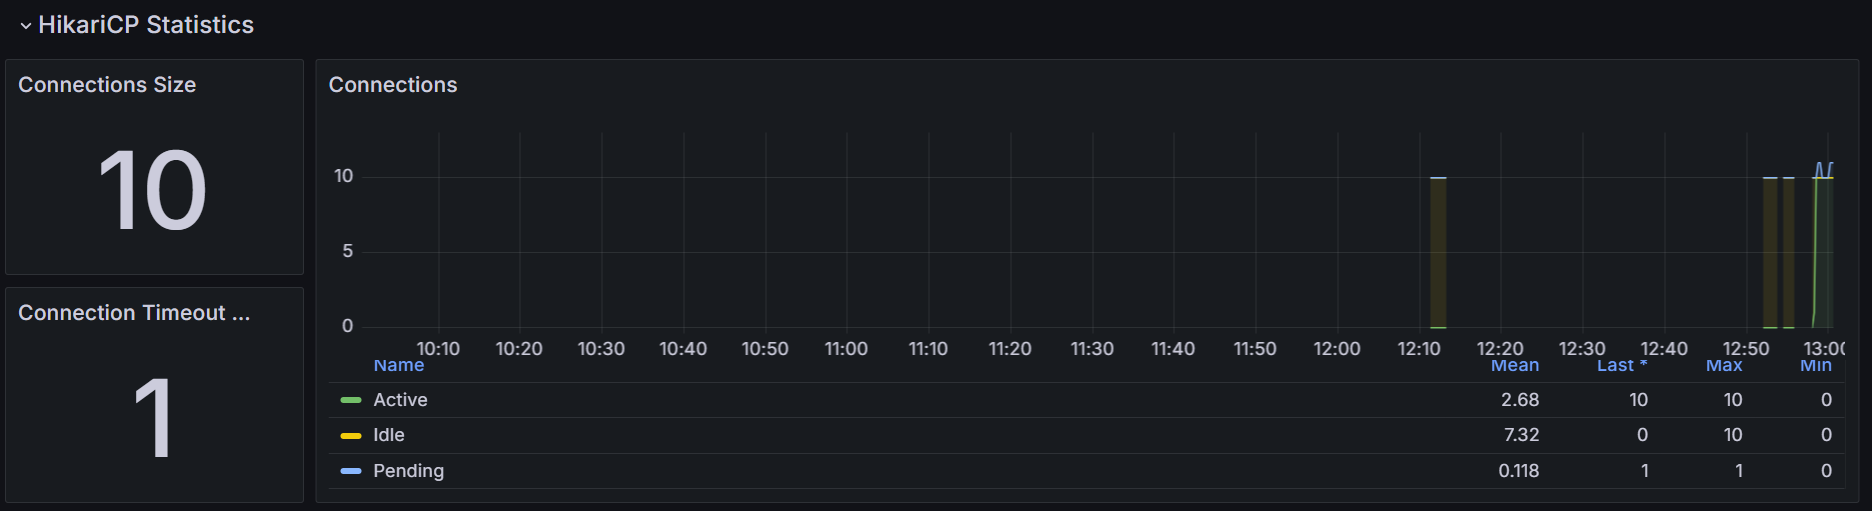 HikariCP Statistics
Connections Size
10
Connection Timeout ...
1
Connections
10
5
0
10:10 10:20 10:30 10:40 10:50 11:00 11:10 11:20 11:30 11:40 11:50 12:00 12:10 12:20 12:30 12:40 12:50 13:00
Name Mean Last * Max Min
Active 2.68 10 10 0
Idle 7.32 0 10 0
Pending 0.118 1 1 0